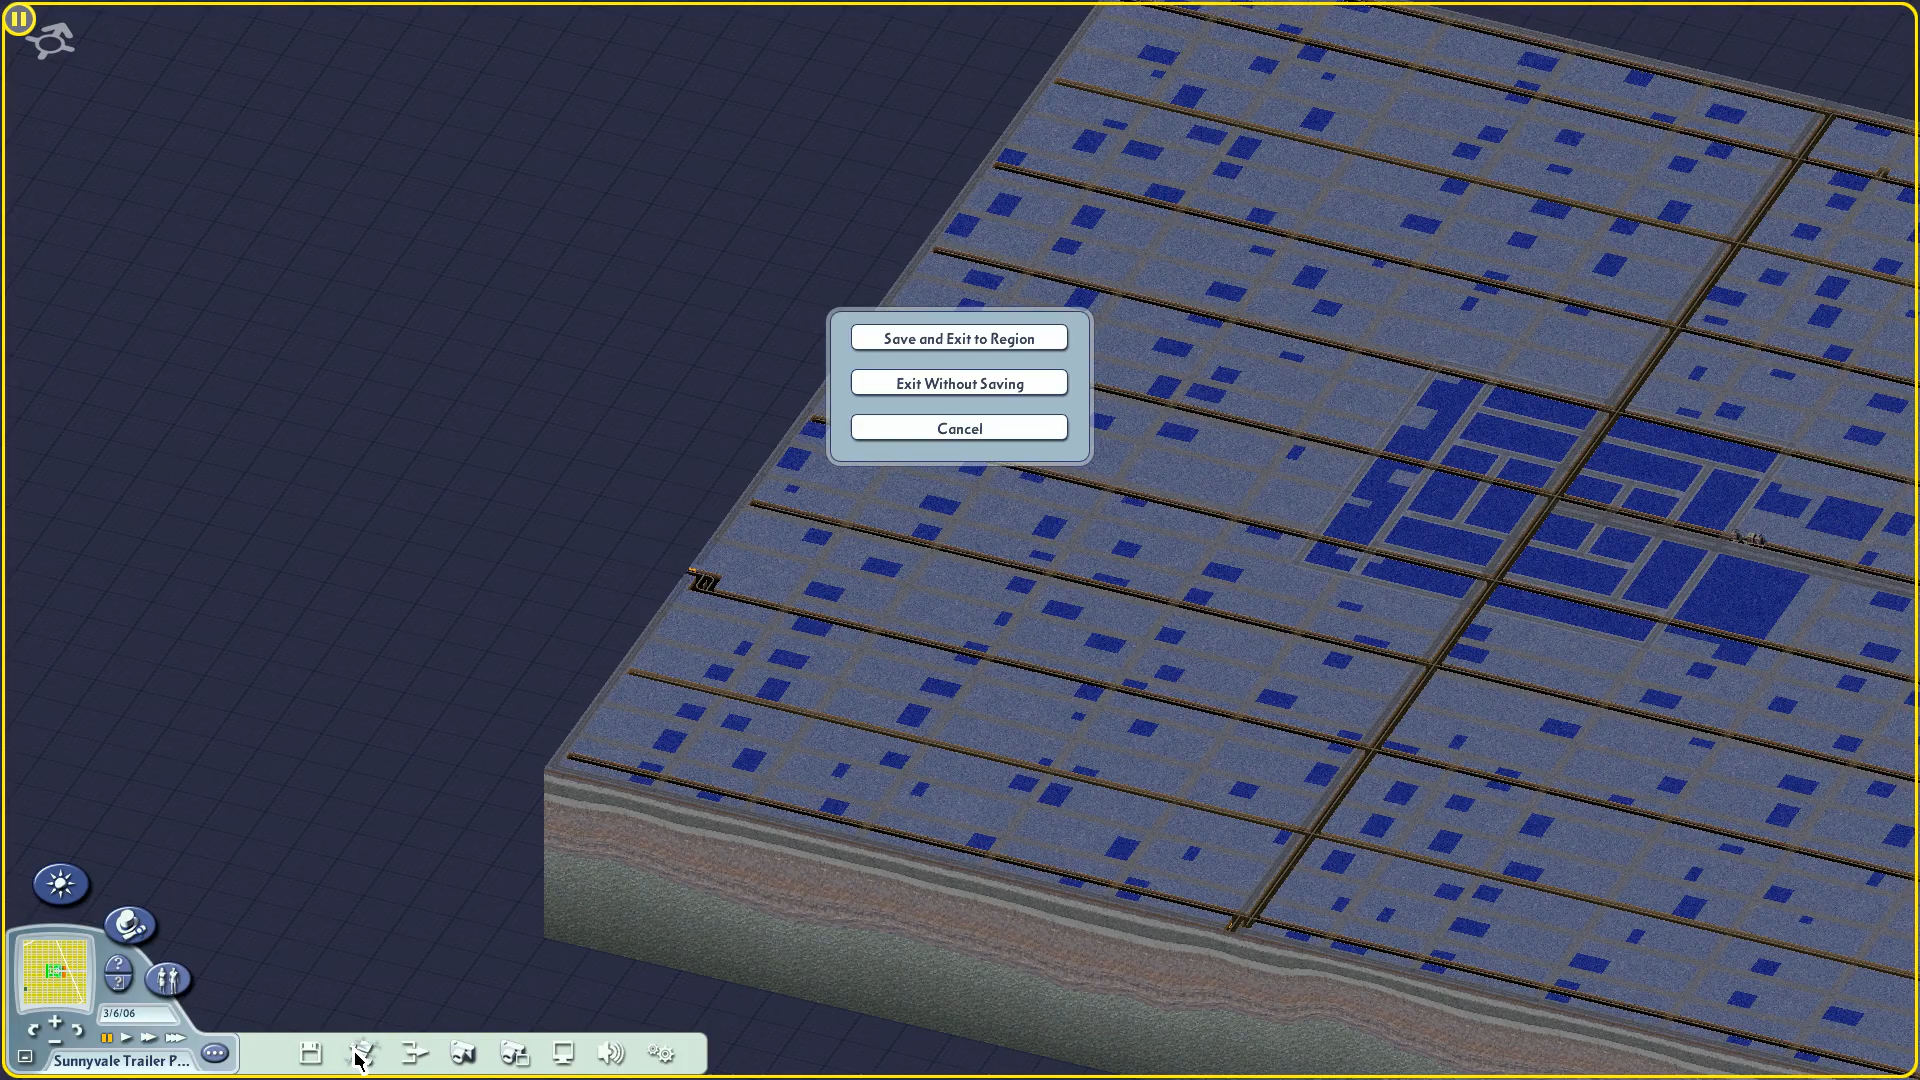 Save and Exit to Region
Exit Without Saving
Cancel
?
?
3/6/06
Sunnyvale Trailer P...